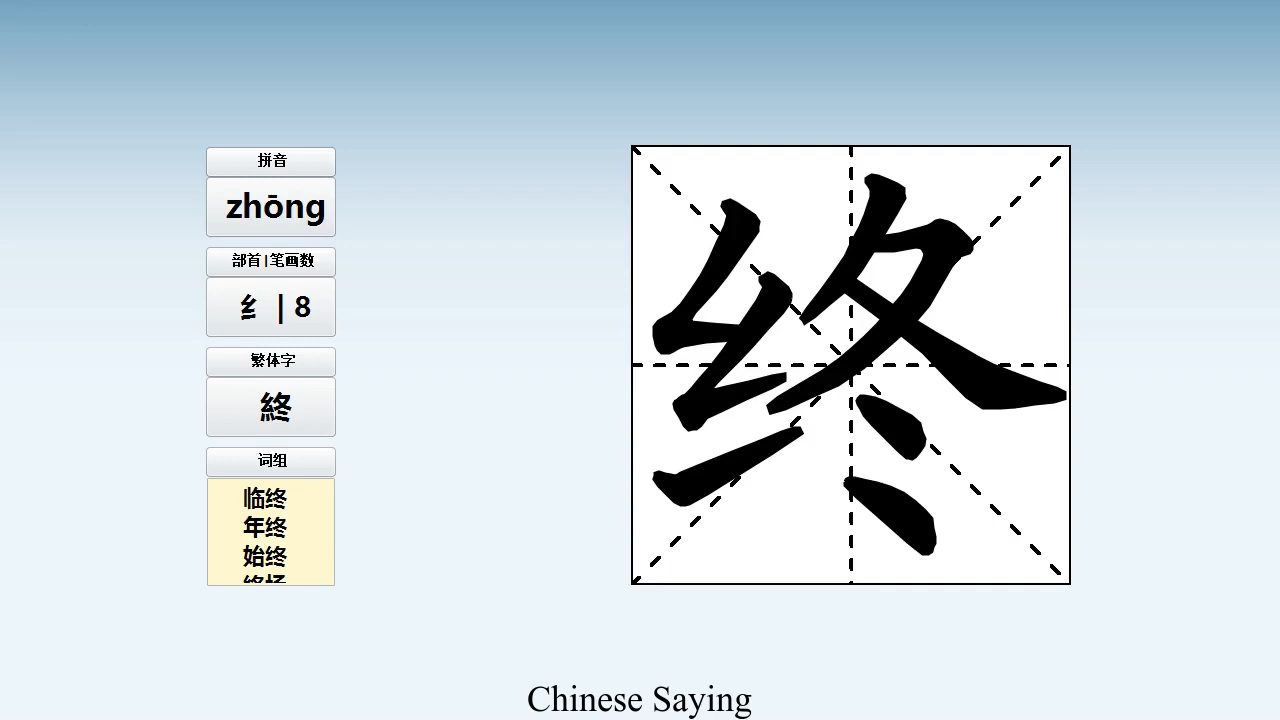 拼音
zhōng
部首|笔画数
纟 | 8
繁体字
終
词组
临终
年终
始终
终
Chinese Saying